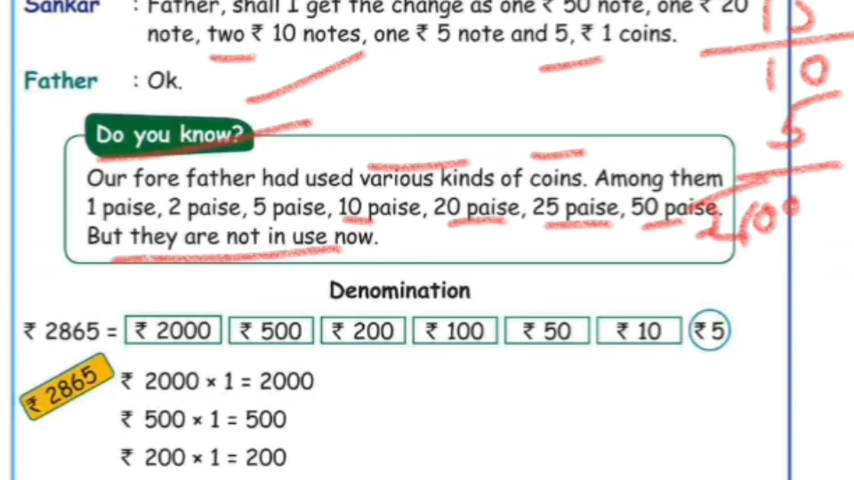 Sankar : Father, shall I get the change as one ₹ 50 note, one ₹ 20
note, two ₹ 10 notes, one ₹ 5 note and 5, ₹ 1 coins.
Father : Ok.
Do you know?
Our fore father had used various kinds of coins. Among them
1 paise, 2 paise, 5 paise, 10 paise, 20 paise, 25 paise, 50 paise.
But they are not in use now.
Denomination
₹ 2865 = ₹ 2000 ₹ 500 ₹ 200 ₹ 100 ₹ 50 ₹ 10 ₹ 5
₹ 2865
₹ 2000 × 1 = 2000
₹ 500 × 1 = 500
₹ 200 × 1 = 200
10
5